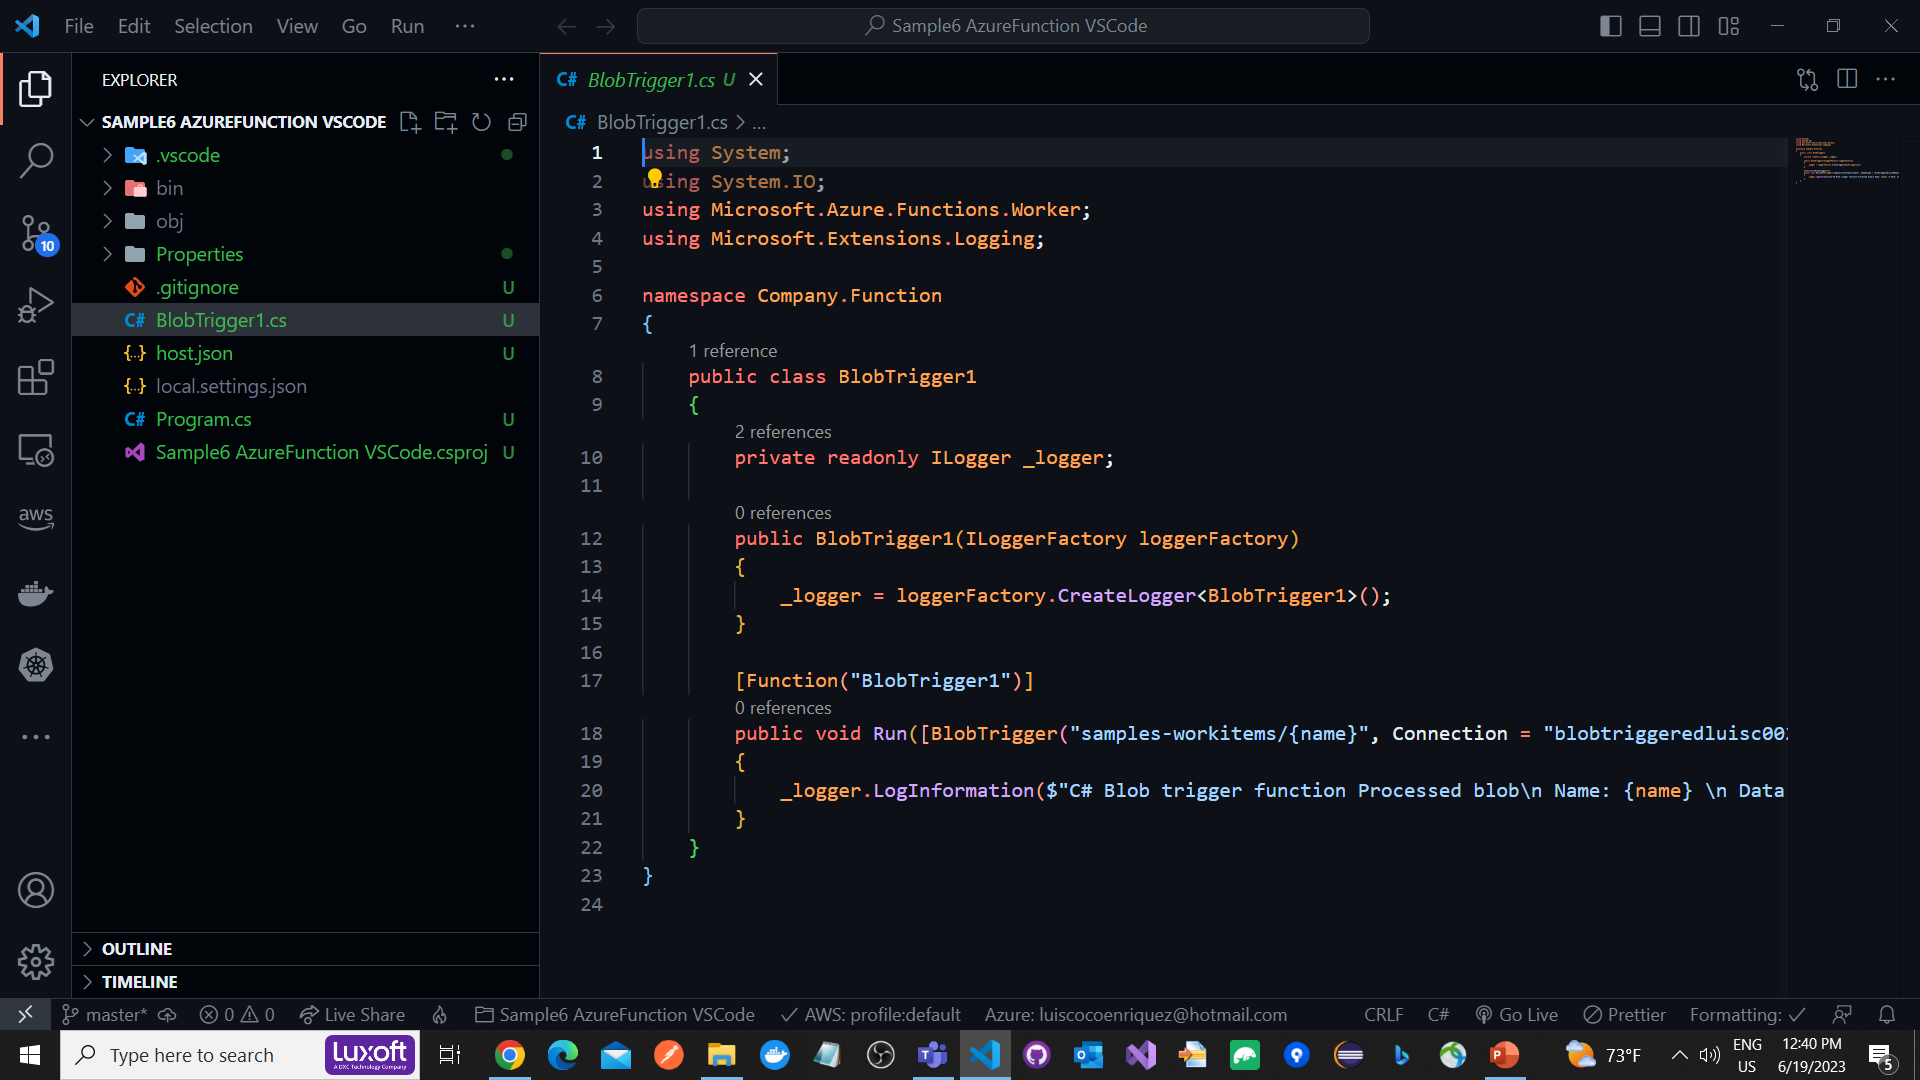 File Edit Selection View Go Run ···
Sample6 AzureFunction VSCode
EXPLORER
SAMPLE6 AZUREFUNCTION VSCODE
.vscode
bin
obj
Properties
.gitignore U
C# BlobTrigger1.cs U
{..} host.json U
{..} local.settings.json
C# Program.cs U
Sample6 AzureFunction VSCode.csproj U
10
aws
OUTLINE
TIMELINE
C# BlobTrigger1.cs U
C# BlobTrigger1.cs > ...
1 using System;
2 using System.IO;
3 using Microsoft.Azure.Functions.Worker;
4 using Microsoft.Extensions.Logging;
5
6 namespace Company.Function
7 {
1 reference
8 public class BlobTrigger1
9 {
2 references
10 private readonly ILogger _logger;
11
0 references
12 public BlobTrigger1(ILoggerFactory loggerFactory)
13 {
14 _logger = loggerFactory.CreateLogger<BlobTrigger1>();
15 }
16
17 [Function("BlobTrigger1")]
0 references
18 public void Run([BlobTrigger("samples-workitems/{name}", Connection = "blobtriggeredluisc002
19 {
20 _logger.LogInformation($"C# Blob trigger function Processed blob\n Name: {name} \n Data
21 }
22 }
23 }
24
master* 0 0 Live Share Sample6 AzureFunction VSCode AWS: profile:default Azure: luiscocoenriquez@hotmail.com CRLF C# Go Live Prettier Formatting:
Type here to search
luxoft
A DXC Technology Company
73°F
ENG
US
12:40 PM
6/19/2023
5